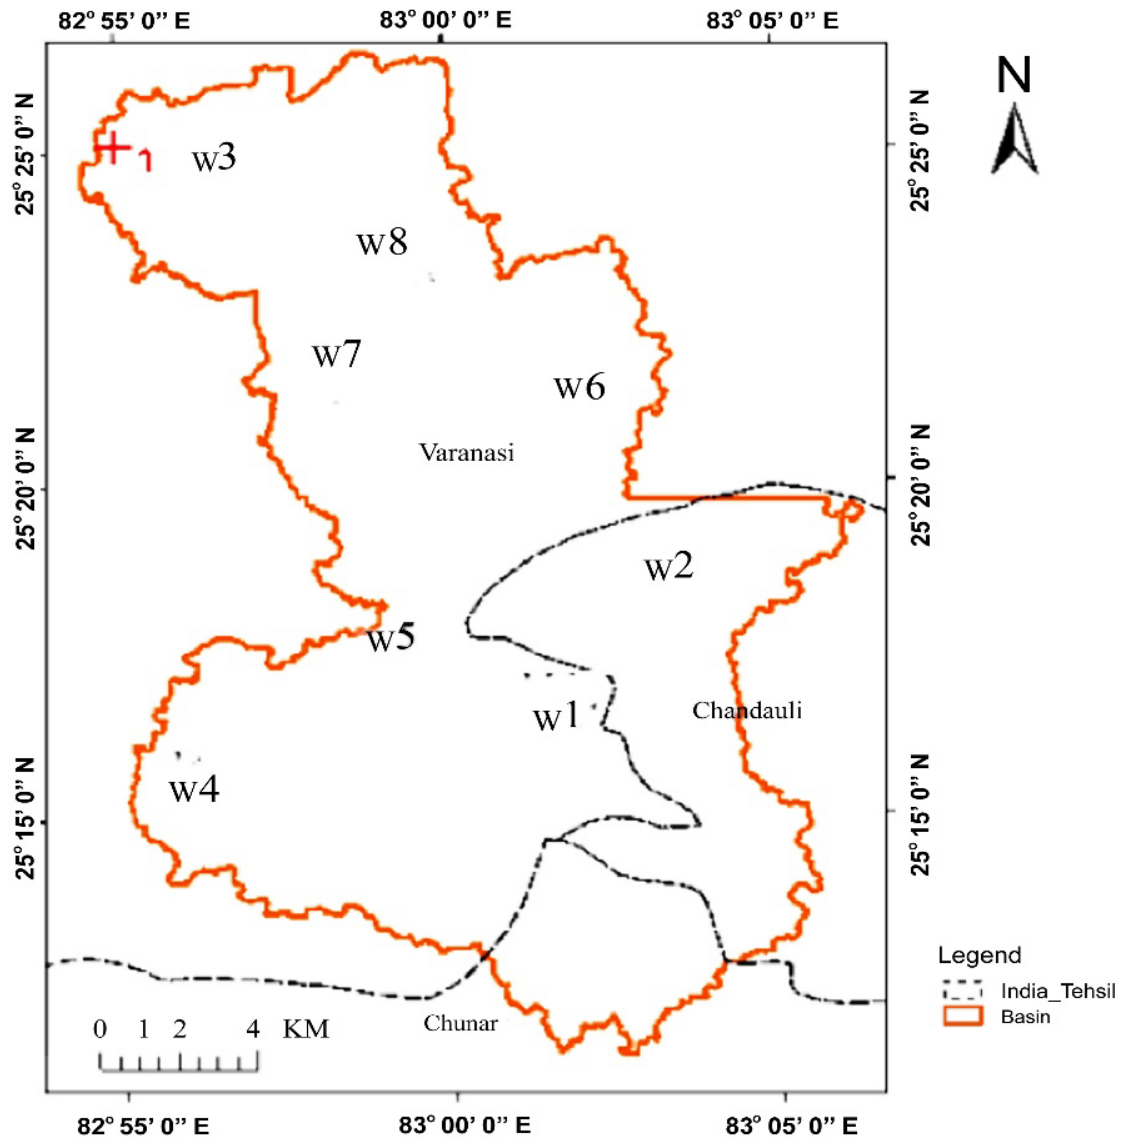 82° 55' 0" E 83° 00' 0" E 83° 05' 0" E
N
25° 25' 0" N
25° 25' 0" N
1
w3
w8
w7
w6
Varanasi
25° 20' 0" N
25° 20' 0" N
w2
w5
w1
Chandauli
w4
25° 15' 0" N
25° 15' 0" N
Legend
India_Tehsil
Basin
Chunar
0 1 2 4 KM
82° 55' 0" E 83° 00' 0" E 83° 05' 0" E